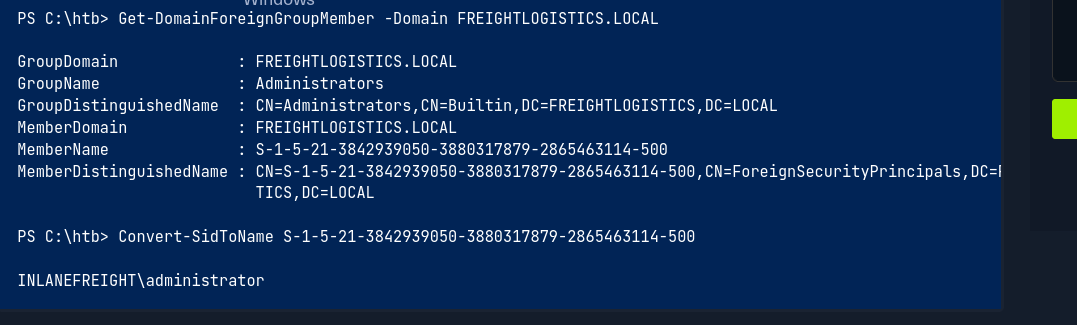 Windows
PS C:\htb> Get-DomainForeignGroupMember -Domain FREIGHTLOGISTICS.LOCAL
GroupDomain             : FREIGHTLOGISTICS.LOCAL
GroupName               : Administrators
GroupDistinguishedName  : CN=Administrators,CN=Builtin,DC=FREIGHTLOGISTICS,DC=LOCAL
MemberDomain            : FREIGHTLOGISTICS.LOCAL
MemberName              : S-1-5-21-3842939050-3880317879-2865463114-500
MemberDistinguishedName : CN=S-1-5-21-3842939050-3880317879-2865463114-500,CN=ForeignSecurityPrincipals,DC=F
                          TICS,DC=LOCAL
PS C:\htb> Convert-SidToName S-1-5-21-3842939050-3880317879-2865463114-500
INLANEFREIGHT\administrator